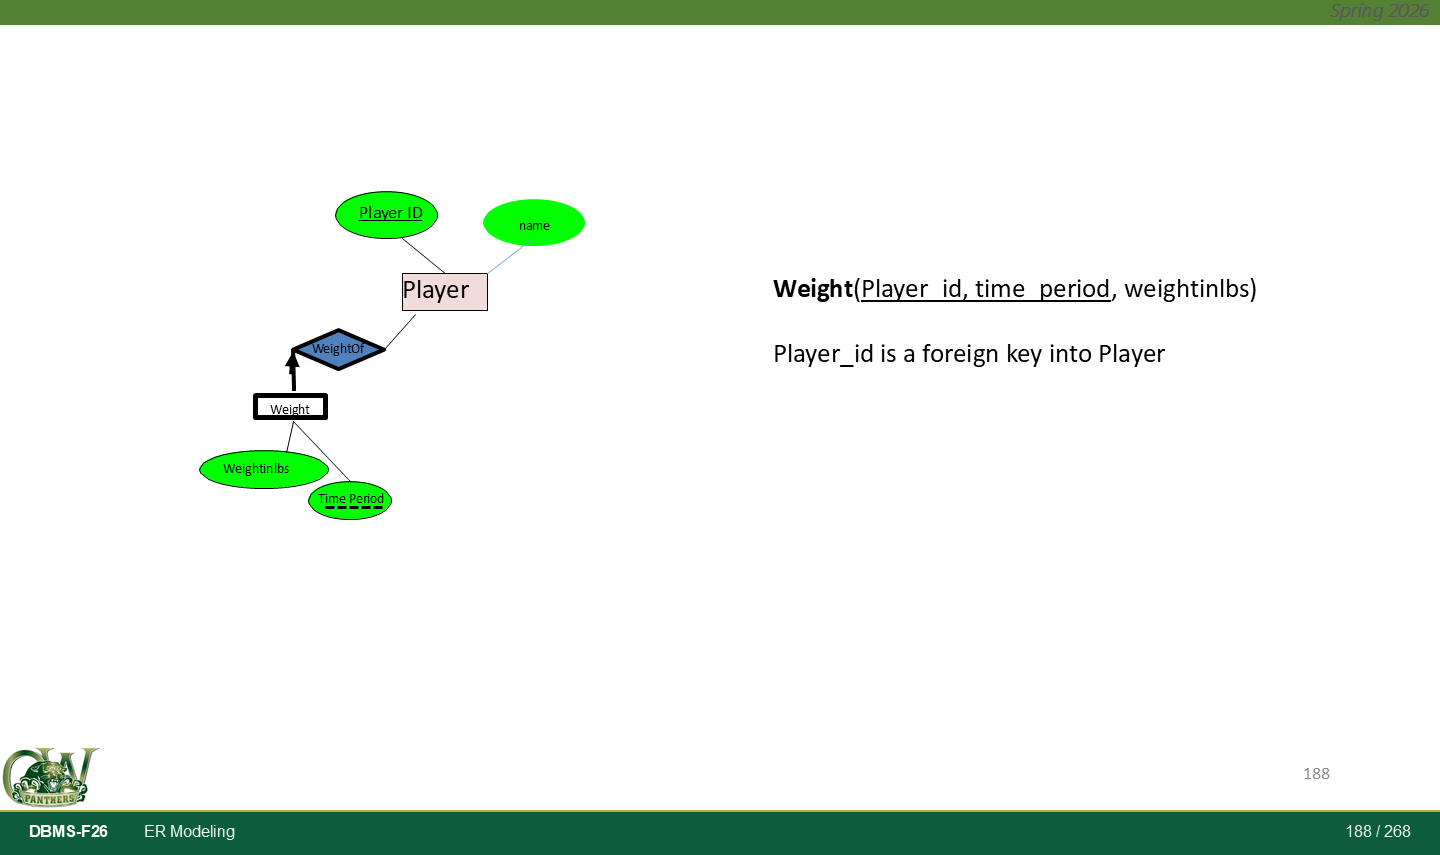 Spring 2026
Player ID
name
Player
WeightOf
Weight
Weightinlbs
Time Period
Weight(Player_id, time_period, weightinlbs)
Player_id is a foreign key into Player
188
OW
PANTHERS
DBMS-F26 ER Modeling 188 / 268